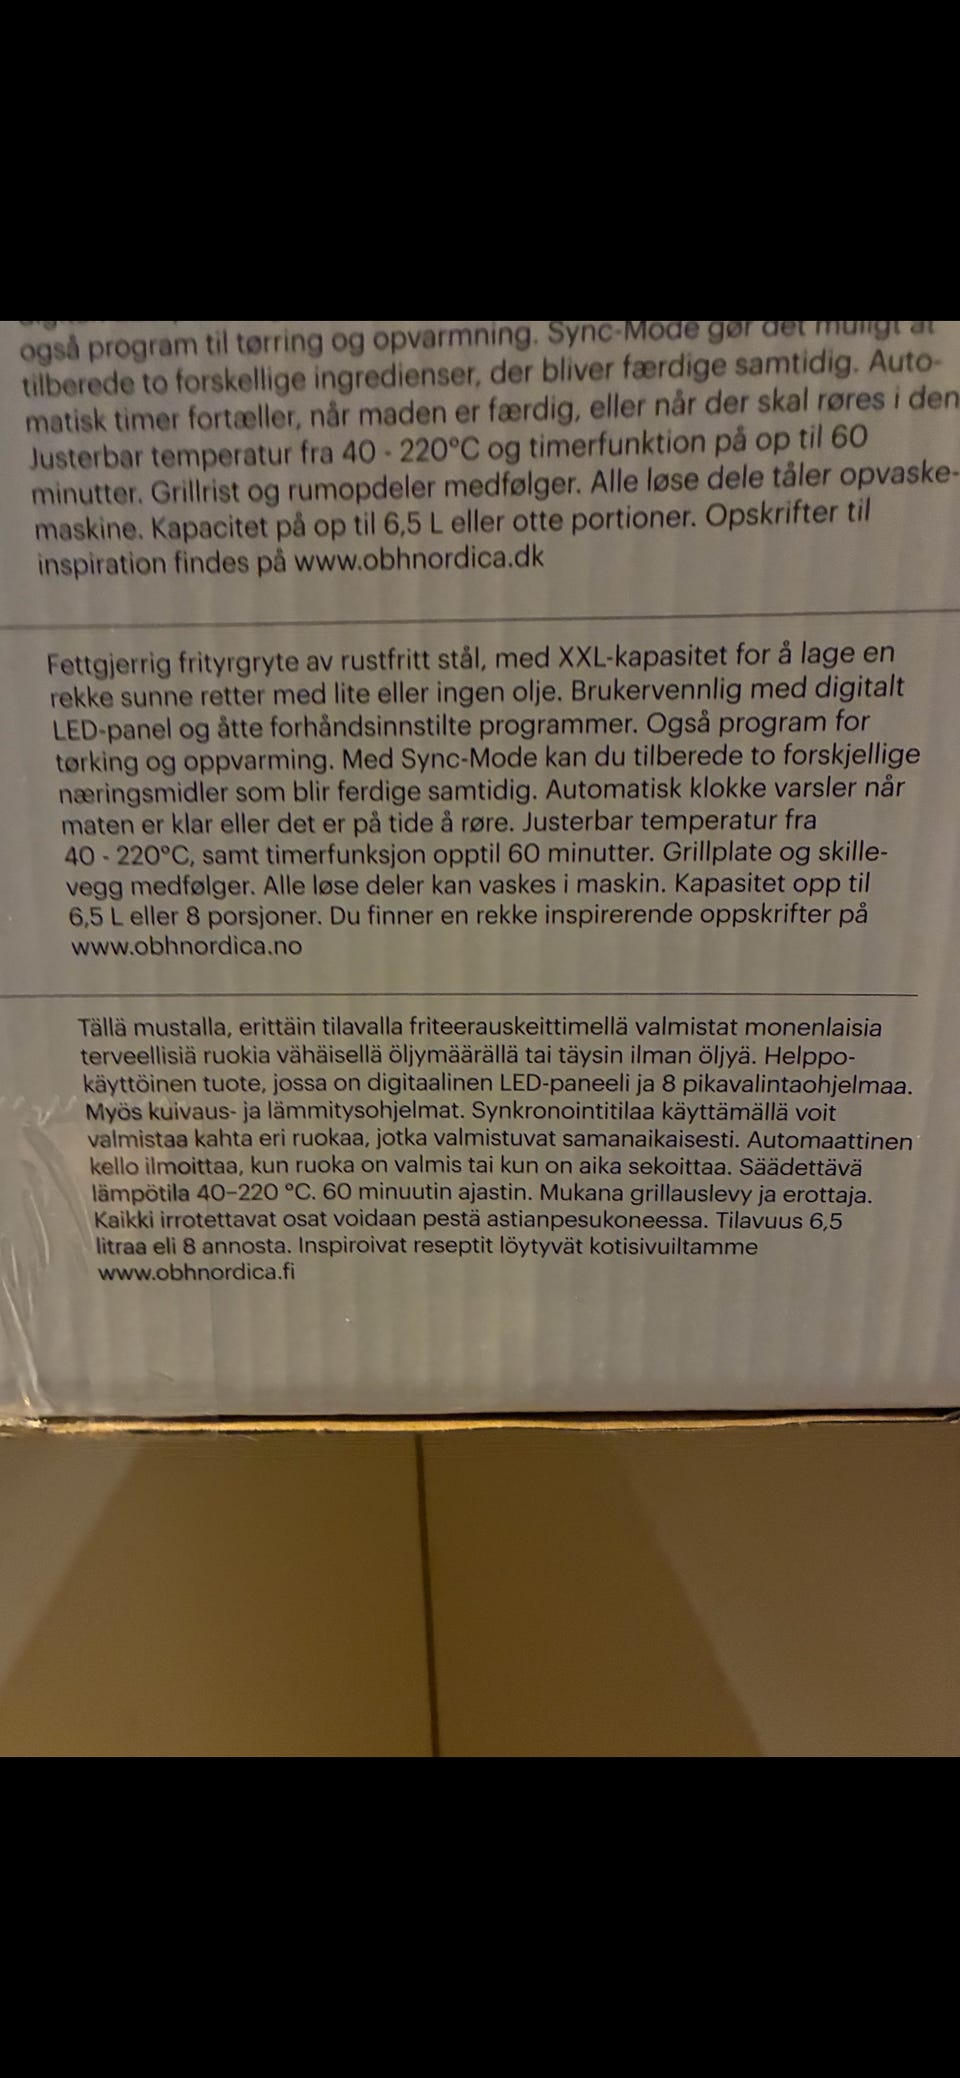 også program til tørring og opvarmning. Sync-Mode gør det muligt at
tilberede to forskellige ingredienser, der bliver færdige samtidig. Auto-
matisk timer fortæller, når maden er færdig, eller når der skal røres i den
Justerbar temperatur fra 40 - 220°C og timerfunktion på op til 60
minutter. Grillrist og rumopdeler medfølger. Alle løse dele tåler opvaske-
maskine. Kapacitet på op til 6,5 L eller otte portioner. Opskrifter til
inspiration findes på www.obhnordica.dk
Fettgjerrig frityrgryte av rustfritt stål, med XXL-kapasitet for å lage en
rekke sunne retter med lite eller ingen olje. Brukervennlig med digitalt
LED-panel og åtte forhåndsinnstilte programmer. Også program for
tørking og oppvarming. Med Sync-Mode kan du tilberede to forskjellige
næringsmidler som blir ferdige samtidig. Automatisk klokke varsler når
maten er klar eller det er på tide å røre. Justerbar temperatur fra
40 - 220°C, samt timerfunksjon opptil 60 minutter. Grillplate og skille-
vegg medfølger. Alle løse deler kan vaskes i maskin. Kapasitet opp til
6,5 L eller 8 porsjoner. Du finner en rekke inspirerende oppskrifter på
www.obhnordica.no
Tällä mustalla, erittäin tilavalla friteerauskeittimellä valmistat monenlaisia
terveellisiä ruokia vähäisellä öljymäärällä tai täysin ilman öljyä. Helppo-
käyttöinen tuote, jossa on digitaalinen LED-paneeli ja 8 pikavalintaohjelmaa.
Myös kuivaus- ja lämmitysohjelmat. Synkronointitilaa käyttämällä voit
valmistaa kahta eri ruokaa, jotka valmistuvat samanaikaisesti. Automaattinen
kello ilmoittaa, kun ruoka on valmis tai kun on aika sekoittaa. Säädettävä
lämpötila 40–220 °C. 60 minuutin ajastin. Mukana grillauslevy ja erottaja.
Kaikki irrotettavat osat voidaan pestä astianpesukoneessa. Tilavuus 6,5
litraa eli 8 annosta. Inspiroivat reseptit löytyvät kotisivuiltamme
www.obhnordica.fi